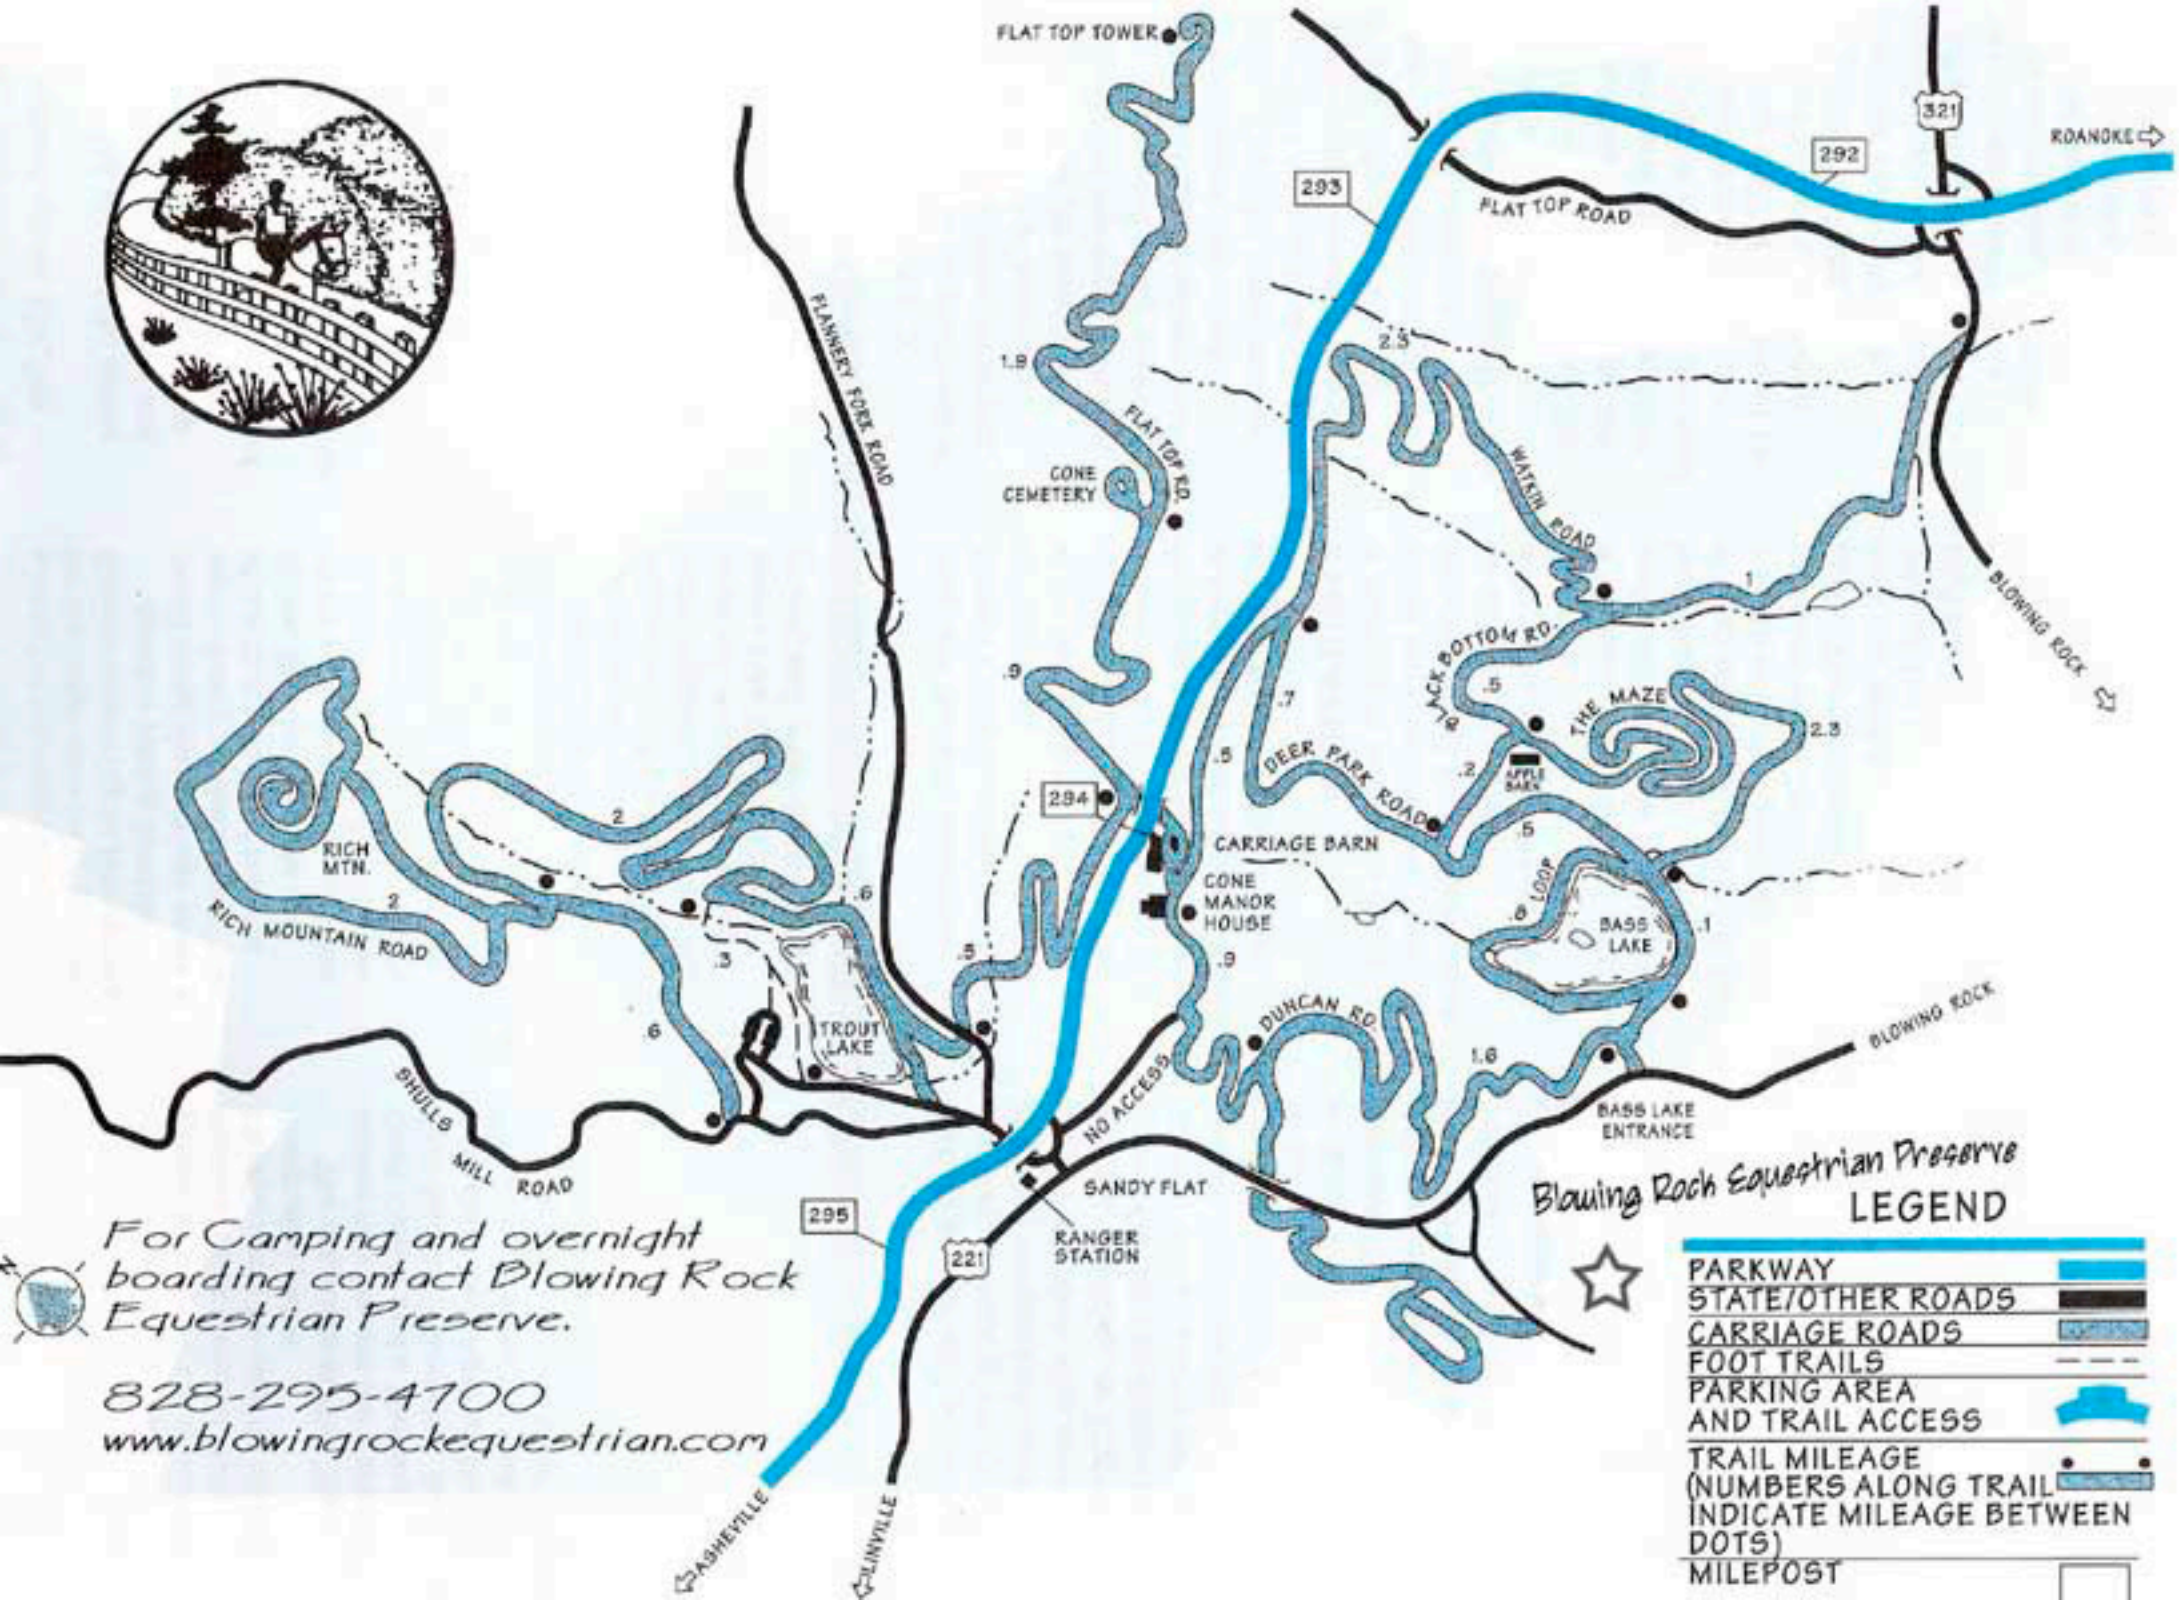 FLAT TOP TOWER
321
ROANOKE
292
293
FLAT TOP ROAD
FLANNERY FORK ROAD
1.9
2.3
FLAT TOP RD.
CONE
CEMETERY
WATKIN ROAD
1
BLOWING ROCK
BLACK BOTTOM RD.
.9
.7
.5
THE MAZE
2.3
.5
DEER PARK ROAD
.2
APPLE
BARN
294
2
.5
CARRIAGE BARN
RICH
MTN.
CONE
MANOR
HOUSE
.6
LOOP
.8
BASS
LAKE
.1
2
RICH MOUNTAIN ROAD
.3
.5
.9
TROUT
LAKE
DUNCAN RD.
BLOWING ROCK
.6
1.6
SHULLS
MILL ROAD
NO ACCESS
BASS LAKE
ENTRANCE
SANDY FLAT
295
RANGER
STATION
221
Blowing Rock Equestrian Preserve
N
For Camping and overnight
boarding contact Blowing Rock
Equestrian Preserve.
828-295-4700
www.blowingrockequestrian.com
ASHEVILLE
LINVILLE
LEGEND
PARKWAY
STATE/OTHER ROADS
CARRIAGE ROADS
FOOT TRAILS
PARKING AREA
AND TRAIL ACCESS
TRAIL MILEAGE
(NUMBERS ALONG TRAIL
INDICATE MILEAGE BETWEEN
DOTS)
MILEPOST